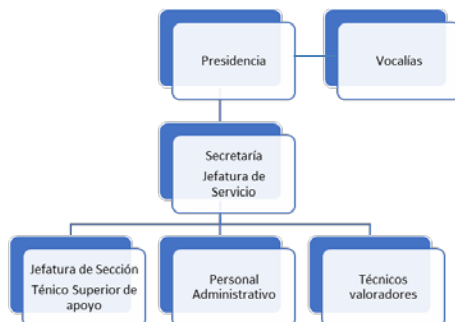 Presidencia
Vocalías
Secretaría
Jefatura de
Servicio
Jefatura de Sección
Ténico Superior de
apoyo
Personal
Administrativo
Técnicos
valoradores